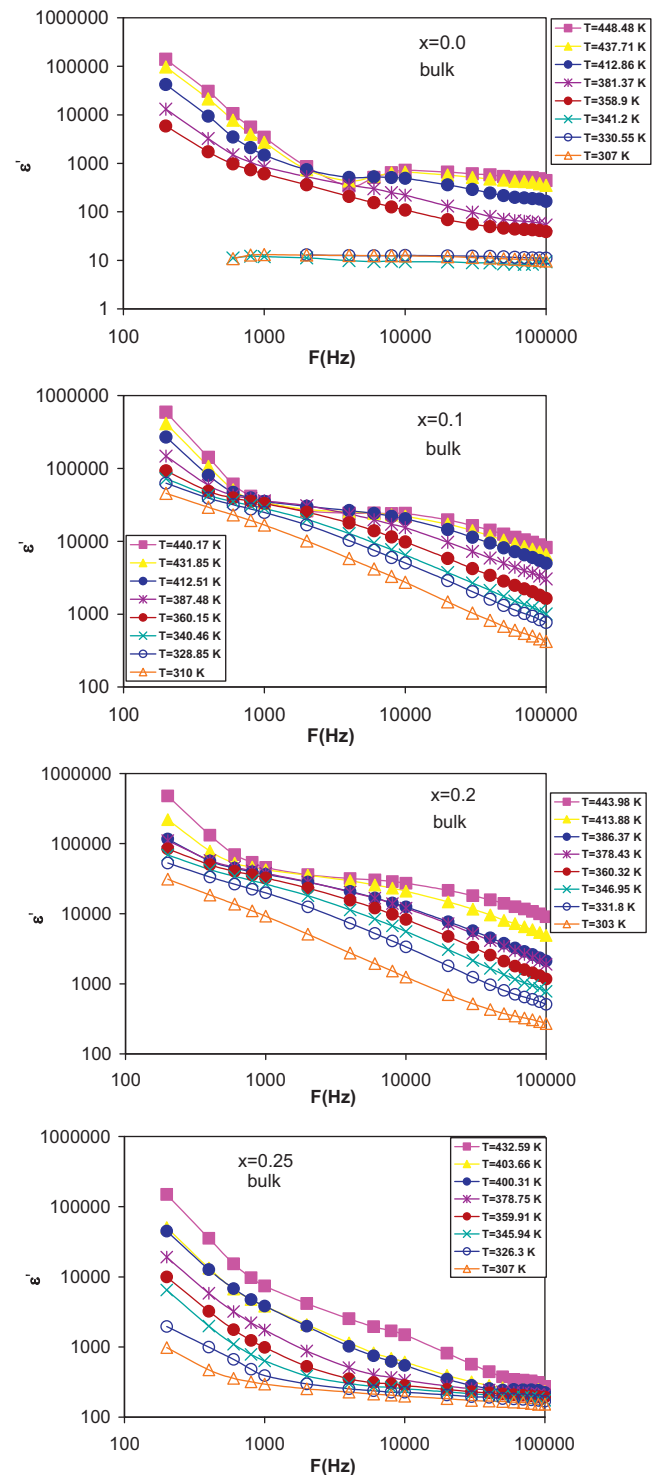 x=0.0
bulk
1000000
100000
10000
1000
100
10
1
ε'
100
1000
10000
100000
F(Hz)
T=448.48 K
T=437.71 K
T=412.86 K
T=381.37 K
T=358.9 K
T=341.2 K
T=330.55 K
T=307 K
x=0.1
bulk
1000000
100000
10000
1000
100
ε'
100
1000
10000
100000
F(Hz)
T=440.17 K
T=431.85 K
T=412.51 K
T=387.48 K
T=360.15 K
T=340.46 K
T=328.85 K
T=310 K
x=0.2
bulk
1000000
100000
10000
1000
100
ε'
100
1000
10000
100000
F(Hz)
T=443.98 K
T=413.88 K
T=386.37 K
T=378.43 K
T=360.32 K
T=346.95 K
T=331.8 K
T=303 K
x=0.25
bulk
1000000
100000
10000
1000
100
ε'
100
1000
10000
100000
F(Hz)
T=432.59 K
T=403.66 K
T=400.31 K
T=378.75 K
T=359.91 K
T=345.94 K
T=326.3 K
T=307 K